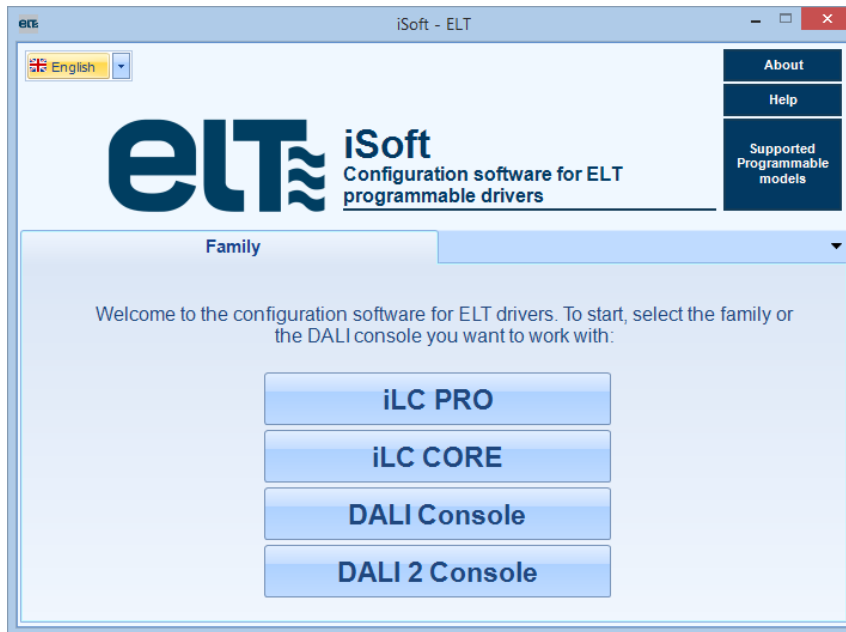 elt
iSoft - ELT
English
About
Help
Supported
Programmable
models
elt
iSoft
Configuration software for ELT
programmable drivers
Family
Welcome to the configuration software for ELT drivers. To start, select the family or
the DALI console you want to work with:
iLC PRO
iLC CORE
DALI Console
DALI 2 Console